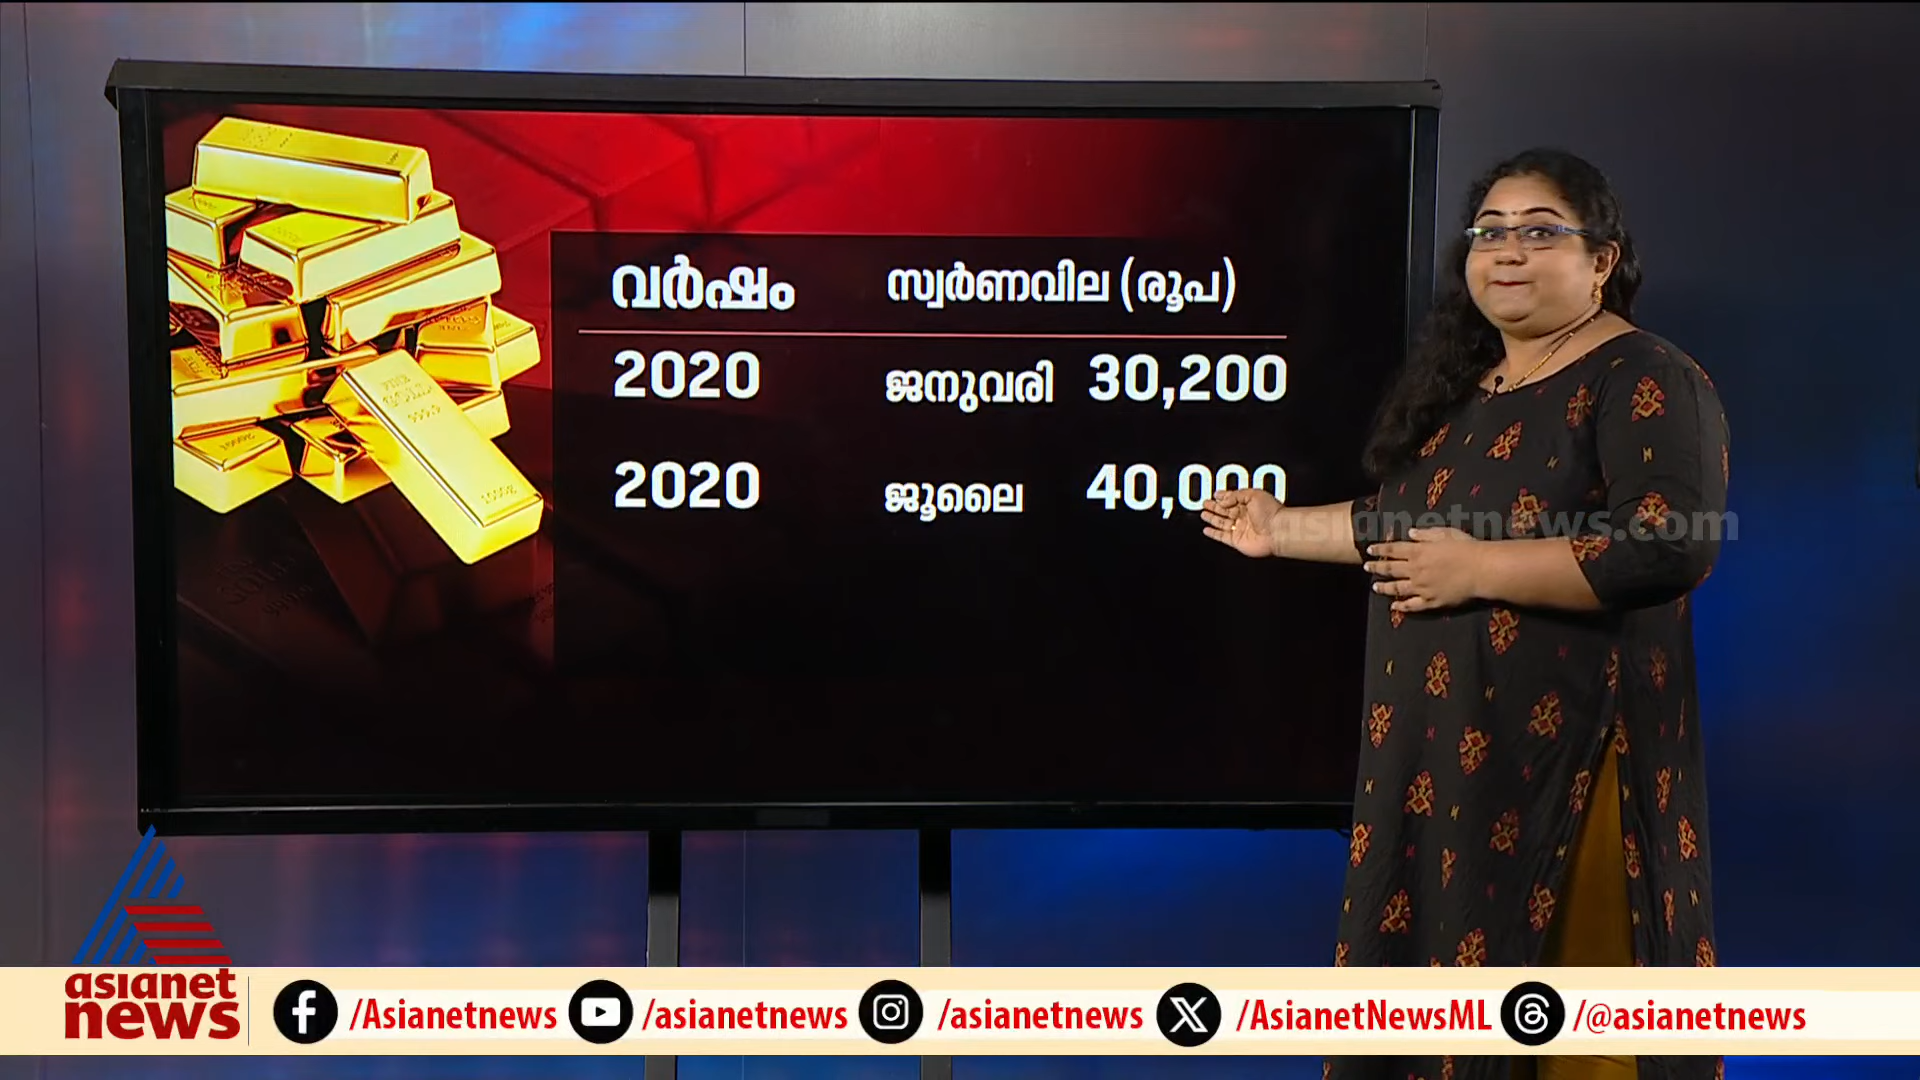 വർഷം സ്വർണവില (രൂപ)
2020 ജനുവരി 30,200
2020 ജൂലൈ 40,000
asianetnews.com
asianet
news
/Asianetnews /asianetnews /asianetnews /AsianetNewsML /@asianetnews